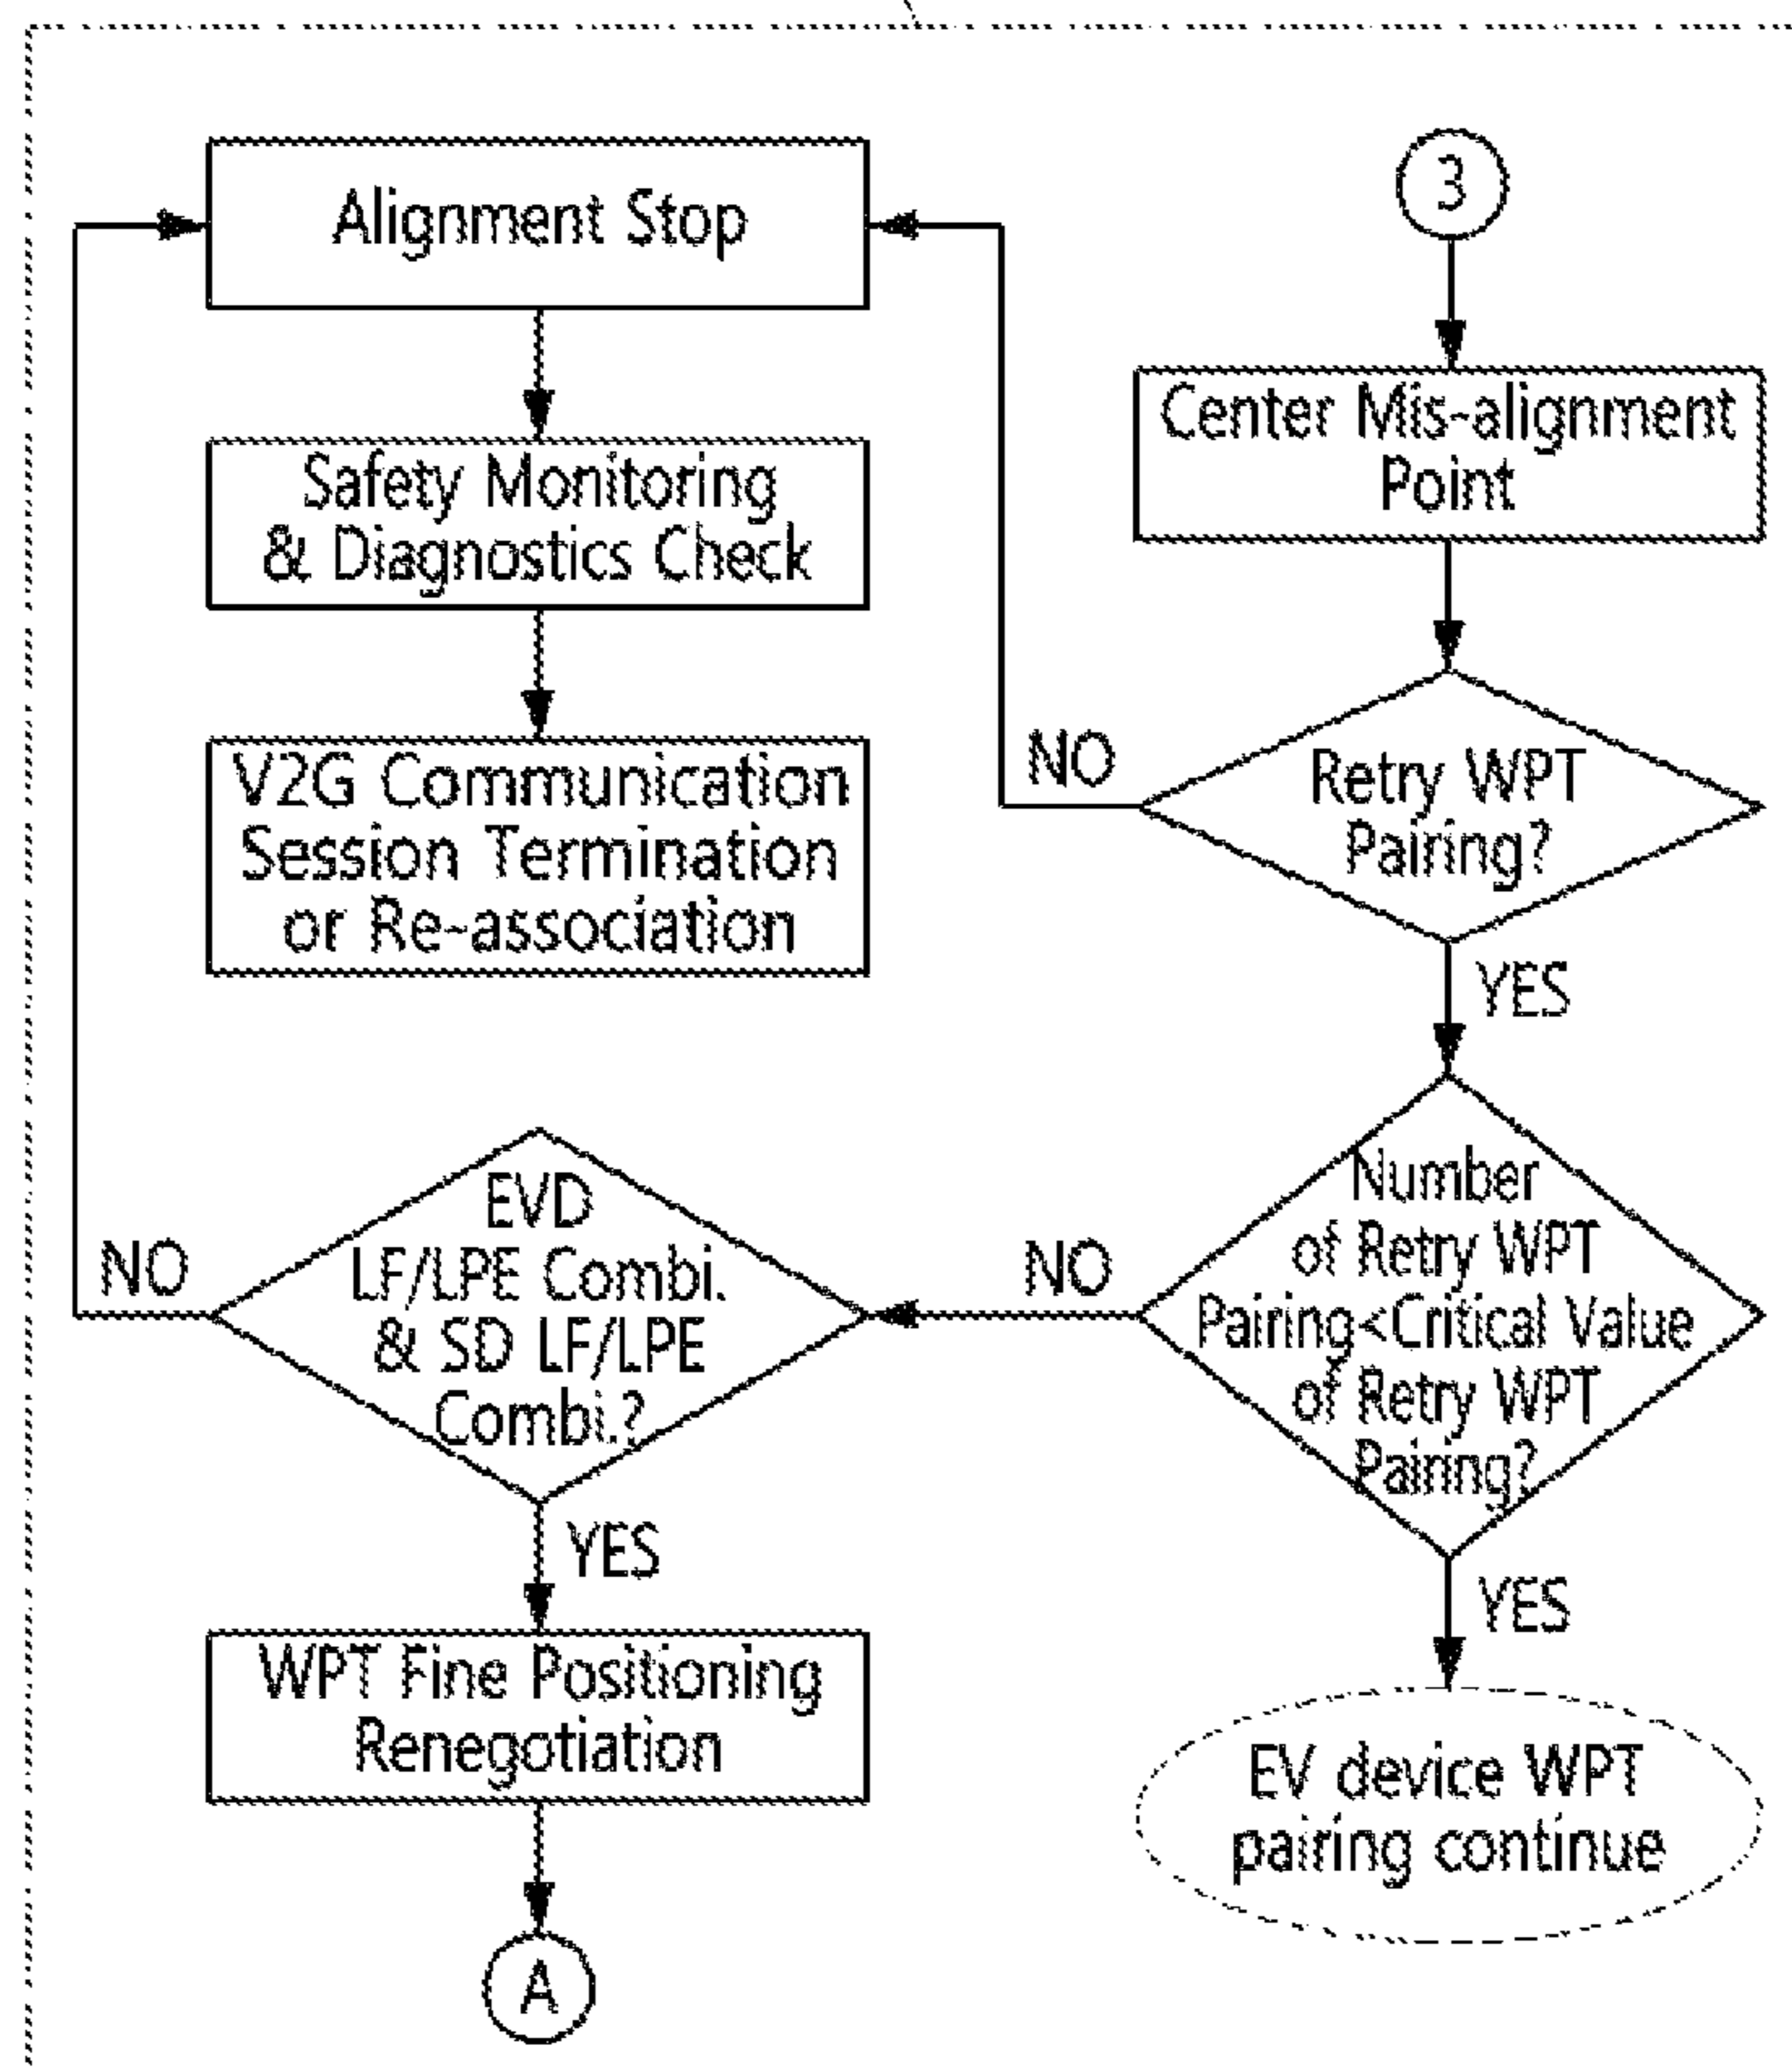 Alignment Stop
Safety Monitoring
& Diagnostics Check
V2G Communication
Session Termination
or Re-association
3
Center Mis-alignment
Point
NO
Retry WPT
Pairing?
YES
Number
of Retry WPT
Pairing<Critical Value
of Retry WPT
Pairing?
NO
YES
EV device WPT
pairing continue
EVD
LF/LPE Combi.
& SD LF/LPE
Combi.?
NO
YES
WPT Fine Positioning
Renegotiation
A